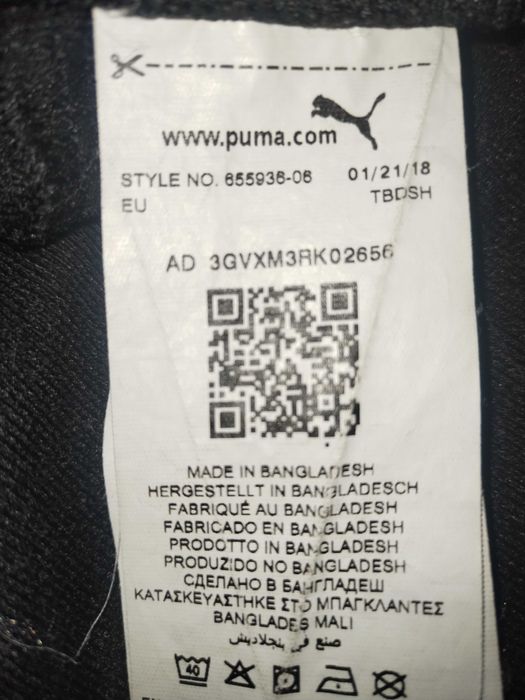 www.puma.com
STYLE NO. 655936-06 01/21/18
EU TBDSH
AD 3GVXM3RK02656
MADE IN BANGLADESH
HERGESTELLT IN BANGLADESCH
FABRIQUÉ AU BANGLADESH
FABRICADO EN BANGLADESH
PRODOTTO IN BANGLADESH
PRODUZIDO NO BANGLADESH
СДЕЛАНО В БАНГЛАДЕШ
ΚΑΤΑΣΚΕΥΑΣΤΗΚΕ ΣΤΟ ΜΠΑΓΚΛΑΝΤΕΣ
BANGLADES MALI
صنع في بنجلاديش
40